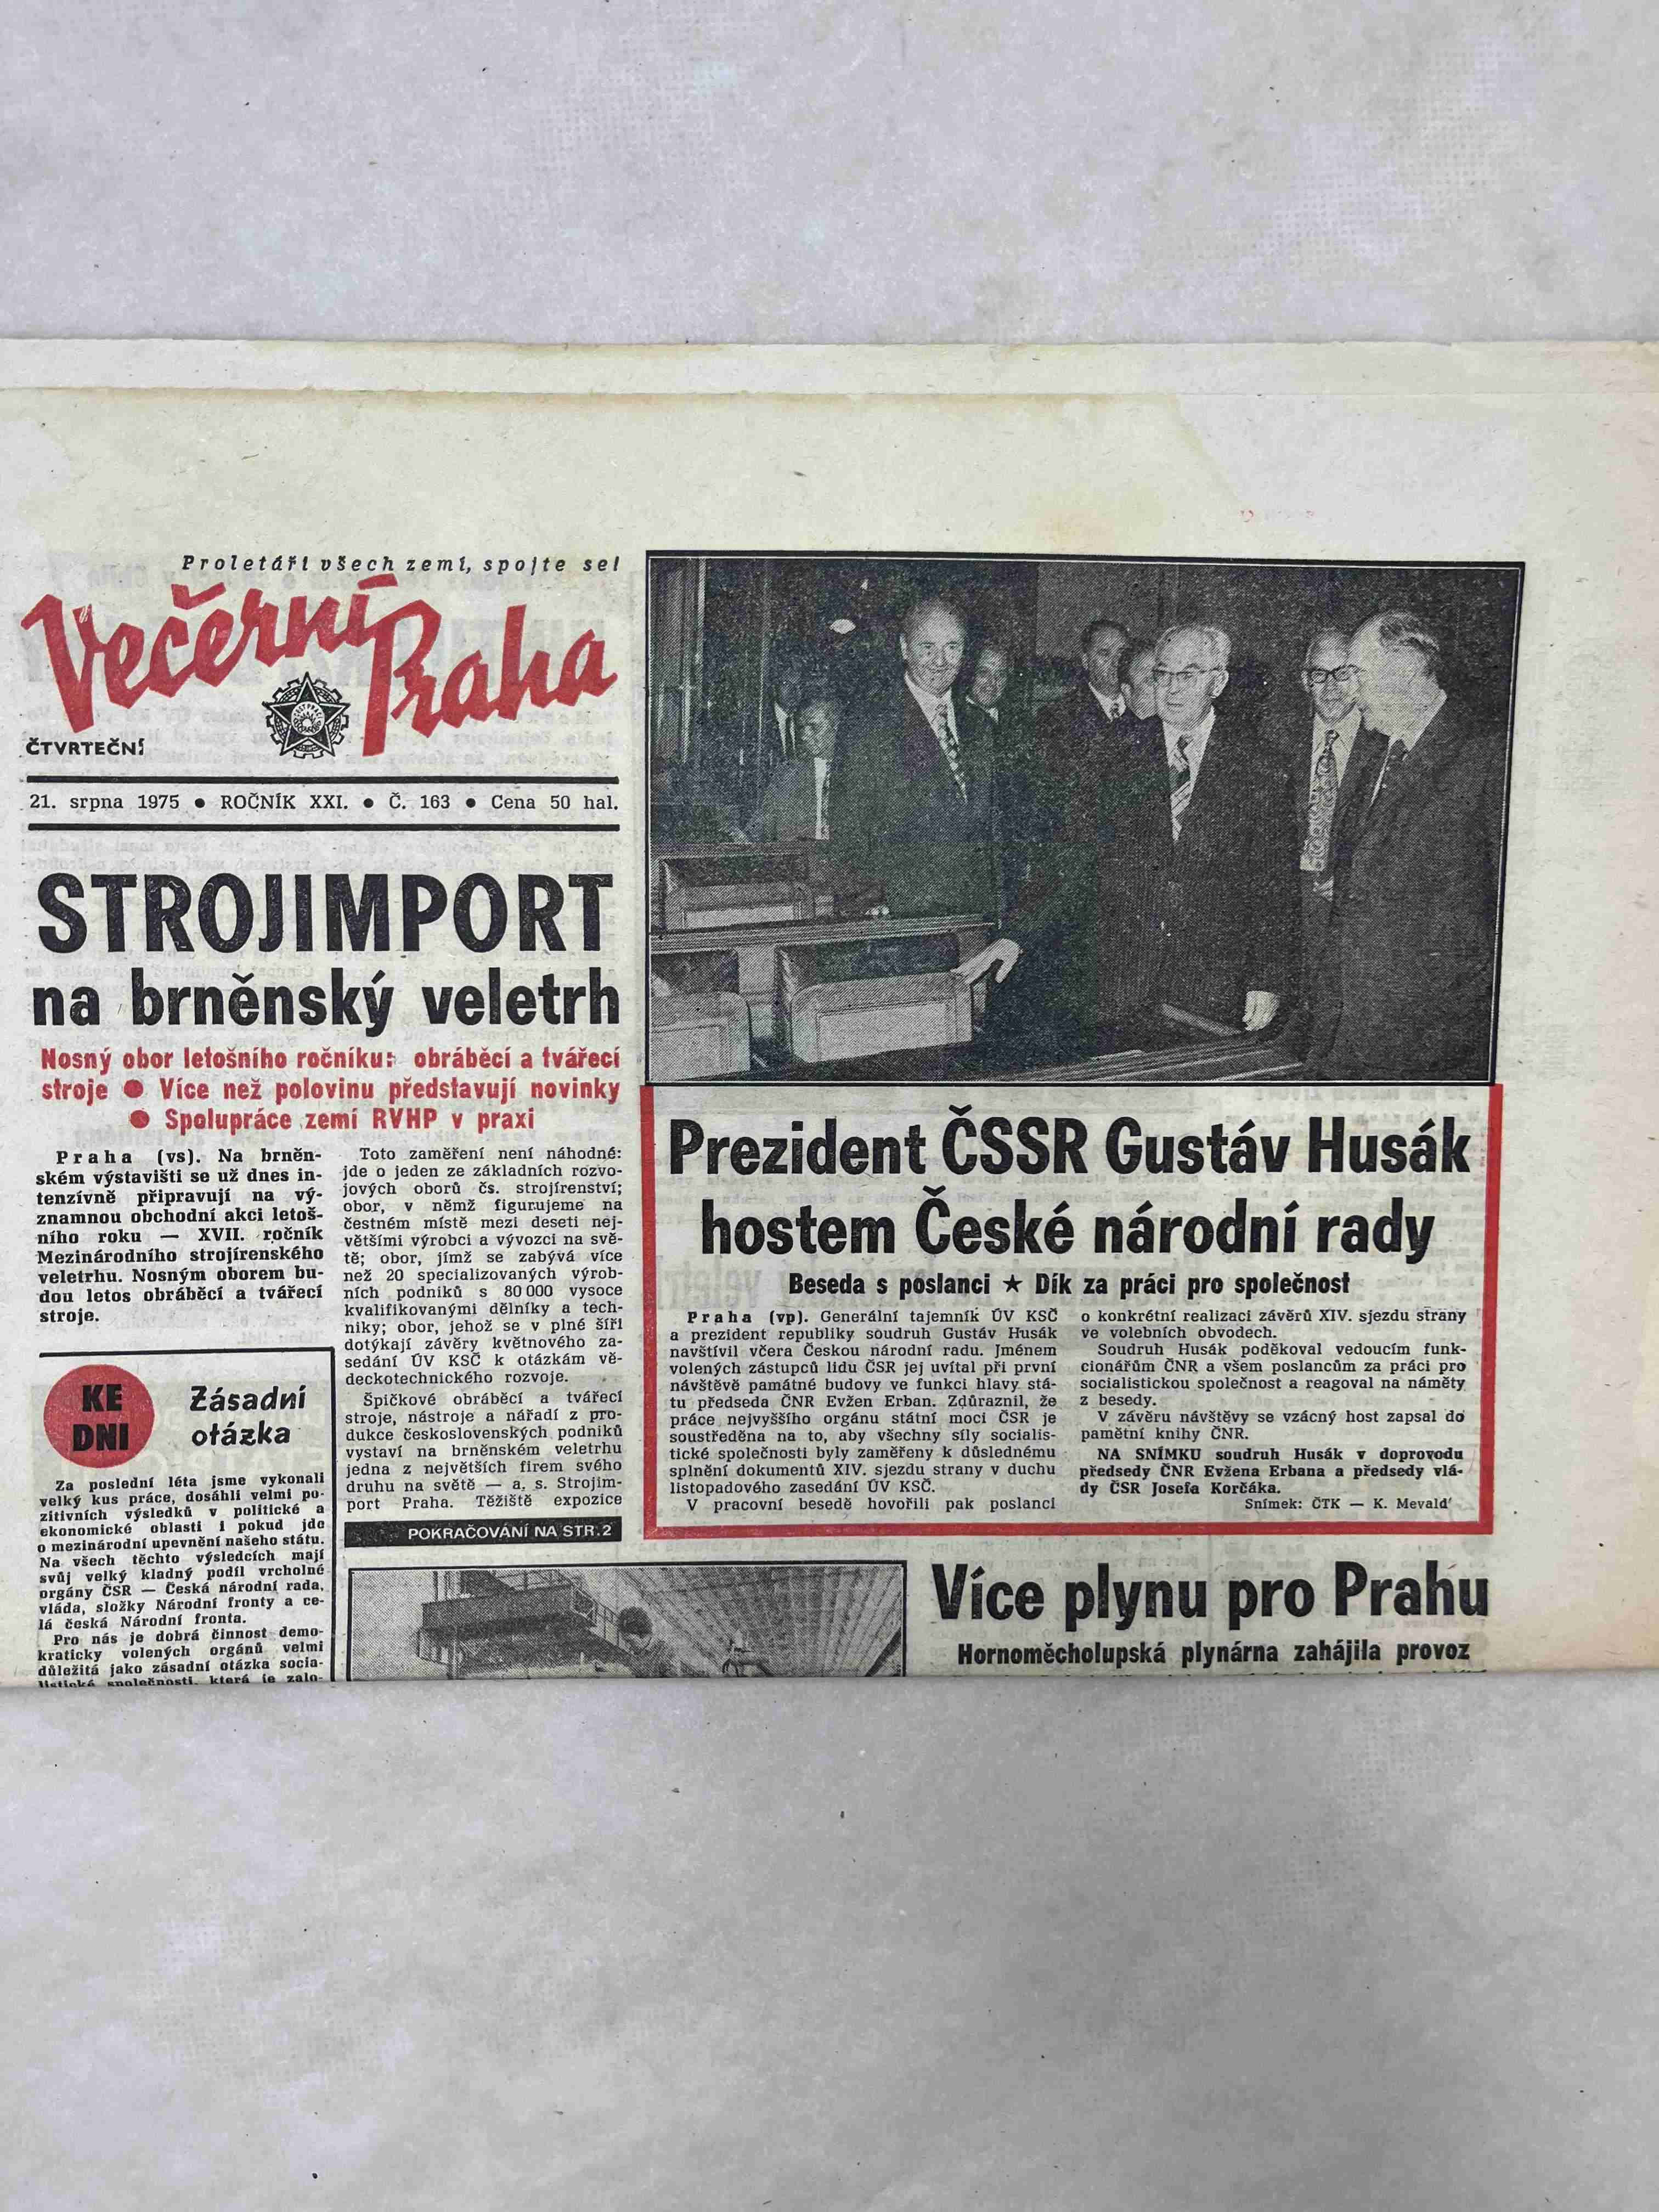 Proletáři všech zemí, spojte se!
Večerní Praha
ČTVRTEČNÍ
21. srpna 1975 ● ROČNÍK XXI. ● Č. 163 ● Cena 50 hal.
STROJIMPORT
na brněnský veletrh
Nosný obor letošního ročníku: obráběcí a tvářecí
stroje ● Více než polovinu představují novinky
● Spolupráce zemí RVHP v praxi
Praha (vs). Na brněn-
ském výstavišti se už dnes in-
tenzívně připravují na vý-
znamnou obchodní akci letoš-
ního roku — XVII. ročník
Mezinárodního strojírenského
veletrhu. Nosným oborem bu-
dou letos obráběcí a tvářecí
stroje.
Toto zaměření není náhodné:
jde o jeden ze základních rozvo-
jových oborů čs. strojírenství;
obor, v němž figurujeme na
čestném místě mezi deseti nej-
většími výrobci a vývozci na svě-
tě; obor, jímž se zabývá více
než 20 specializovaných výrob-
ních podniků s 80 000 vysoce
kvalifikovanými dělníky a tech-
niky; obor, jehož se v plné šíři
dotýkají závěry květnového za-
sedání ÚV KSČ k otázkám vě-
deckotechnického rozvoje.
Špičkové obráběcí a tvářecí
stroje, nástroje a nářadí z pro-
dukce československých podniků
vystaví na brněnském veletrhu
jedna z největších firem svého
druhu na světě — a. s. Strojim-
port Praha. Těžiště expozice
POKRAČOVÁNÍ NA STR. 2
KE
DNI
Zásadní
otázka
Za poslední léta jsme vykonali
velký kus práce, dosáhli velmi po-
zitivních výsledků v politické a
ekonomické oblasti i pokud jde
o mezinárodní upevnění našeho státu.
Na všech těchto výsledcích mají
svůj velký kladný podíl vrcholné
orgány ČSR — Česká národní rada,
vláda, složky Národní fronty a ce-
lá česká Národní fronta.
Pro nás je dobrá činnost demo-
kraticky volených orgánů velmi
důležitá jako zásadní otázka socia-
listické společnosti, která je zalo-
Prezident ČSSR Gustáv Husák
hostem České národní rady
Beseda s poslanci ★ Dík za práci pro společnost
Praha (vp). Generální tajemník ÚV KSČ
a prezident republiky soudruh Gustáv Husák
navštívil včera Českou národní radu. Jménem
volených zástupců lidu ČSR jej uvítal při první
návštěvě památné budovy ve funkci hlavy stá-
tu předseda ČNR Evžen Erban. Zdůraznil, že
práce nejvyššího orgánu státní moci ČSR je
soustředěna na to, aby všechny síly socialis-
tické společnosti byly zaměřeny k důslednému
splnění dokumentů XIV. sjezdu strany v duchu
listopadového zasedání ÚV KSČ.
V pracovní besedě hovořili pak poslanci
o konkrétní realizaci závěrů XIV. sjezdu strany
ve volebních obvodech.
Soudruh Husák poděkoval vedoucím funk-
cionářům ČNR a všem poslancům za práci pro
socialistickou společnost a reagoval na náměty
z besedy.
V závěru návštěvy se vzácný host zapsal do
pamětní knihy ČNR.
NA SNÍMKU soudruh Husák v doprovodu
předsedy ČNR Evžena Erbana a předsedy vlá-
dy ČSR Josefa Korčáka.
Snímek: ČTK — K. Mevald
Více plynu pro Prahu
Hornoměcholupská plynárna zahájila provoz